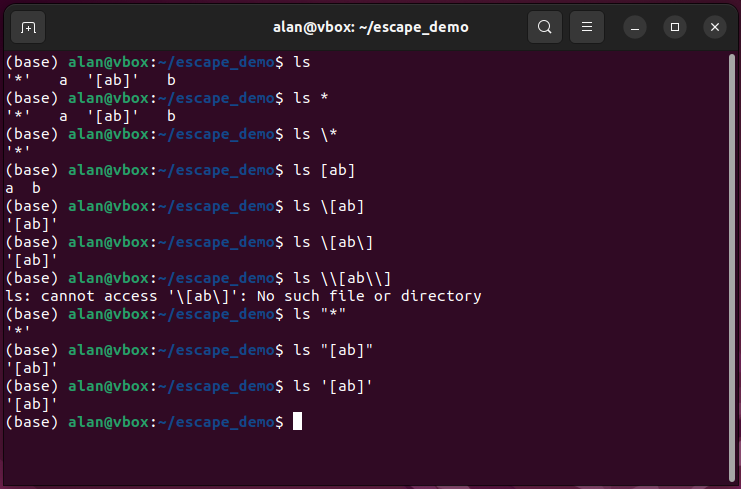 alan@vbox: ~/escape_demo
(base) alan@vbox:~/escape_demo$ ls
'*'   a  '[ab]'   b
(base) alan@vbox:~/escape_demo$ ls *
'*'   a  '[ab]'   b
(base) alan@vbox:~/escape_demo$ ls \*
'*'
(base) alan@vbox:~/escape_demo$ ls [ab]
a  b
(base) alan@vbox:~/escape_demo$ ls \[ab]
'[ab]'
(base) alan@vbox:~/escape_demo$ ls \[ab\]
'[ab]'
(base) alan@vbox:~/escape_demo$ ls \\[ab\\]
ls: cannot access '\[ab\]': No such file or directory
(base) alan@vbox:~/escape_demo$ ls "*"
'*'
(base) alan@vbox:~/escape_demo$ ls "[ab]"
'[ab]'
(base) alan@vbox:~/escape_demo$ ls '[ab]'
'[ab]'
(base) alan@vbox:~/escape_demo$